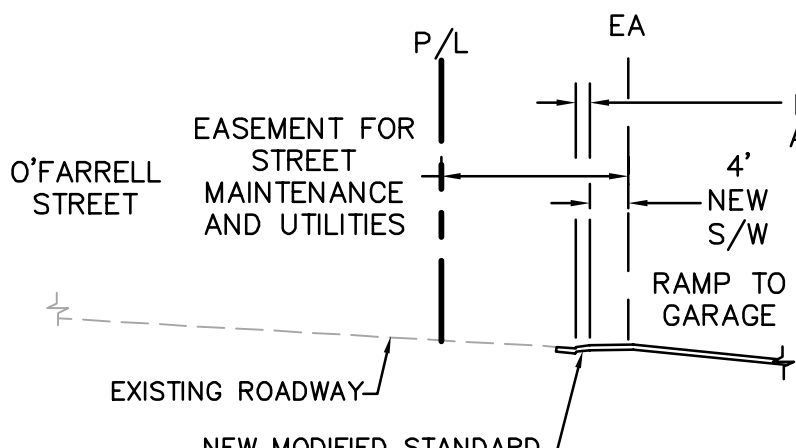 P/L
EA
EASEMENT FOR
STREET
MAINTENANCE
AND UTILITIES
O'FARRELL
STREET
4'
NEW
S/W
RAMP TO
GARAGE
EXISTING ROADWAY
NEW MODIFIED STANDARD